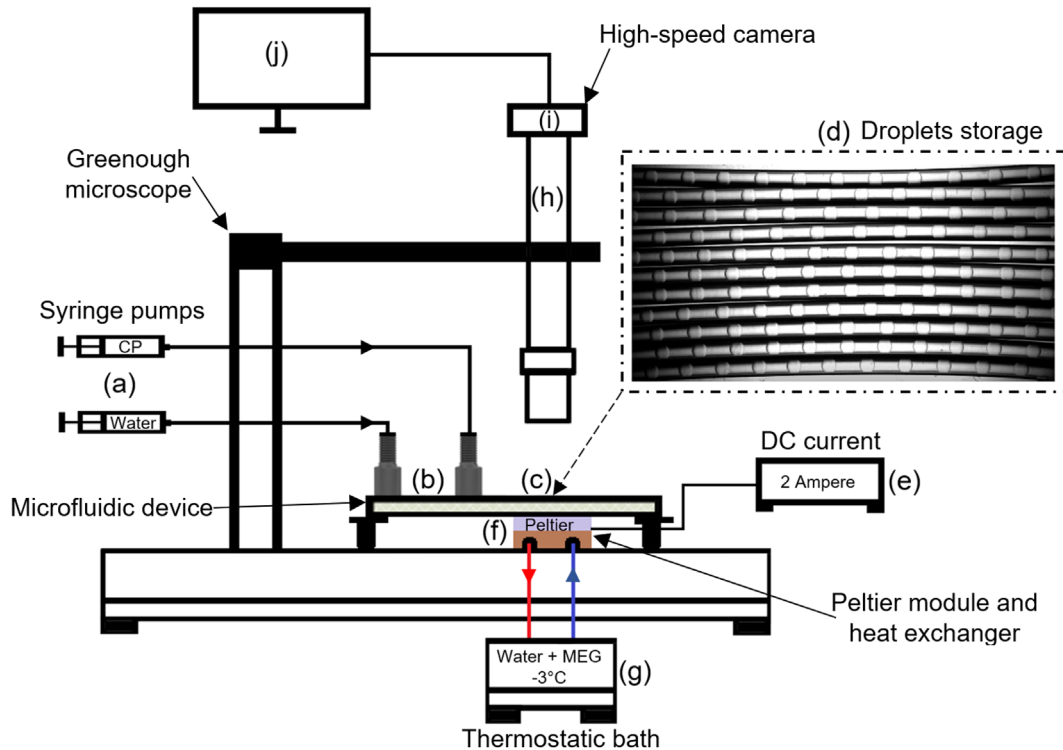 (j)
High-speed camera
(i)
(d) Droplets storage
Greenough
microscope
(h)
Syringe pumps
CP
(a)
Water
DC current
2 Ampere
(e)
(b)
(c)
Microfluidic device
(f)
Peltier
Peltier module and
heat exchanger
Water + MEG
-3°C
(g)
Thermostatic bath